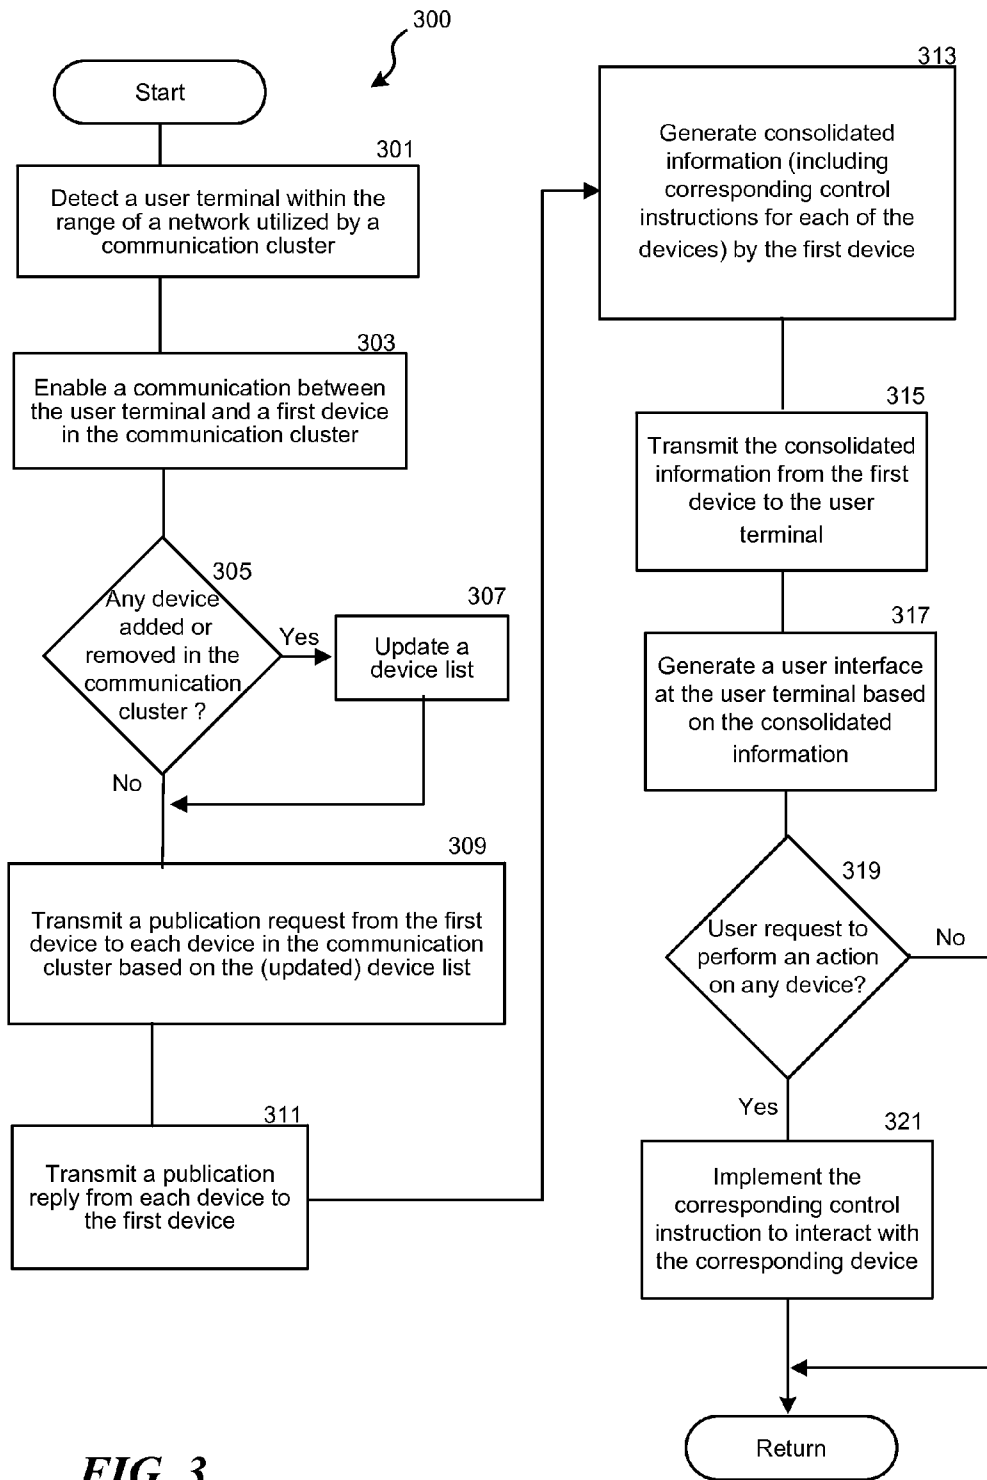 300
Start
301
Detect a user terminal within the
range of a network utilized by a
communication cluster
303
Enable a communication between
the user terminal and a first device
in the communication cluster
305
Any device
added or
removed in the
communication
cluster ?
Yes
No
307
Update a
device list
309
Transmit a publication request from the first
device to each device in the communication
cluster based on the (updated) device list
311
Transmit a publication
reply from each device to
the first device
313
Generate consolidated
information (including
corresponding control
instructions for each of the
devices) by the first device
315
Transmit the consolidated
information from the first
device to the user
terminal
317
Generate a user interface
at the user terminal based
on the consolidated
information
319
User request to
perform an action
on any device?
No
Yes
321
Implement the
corresponding control
instruction to interact with
the corresponding device
Return
FIG. 3